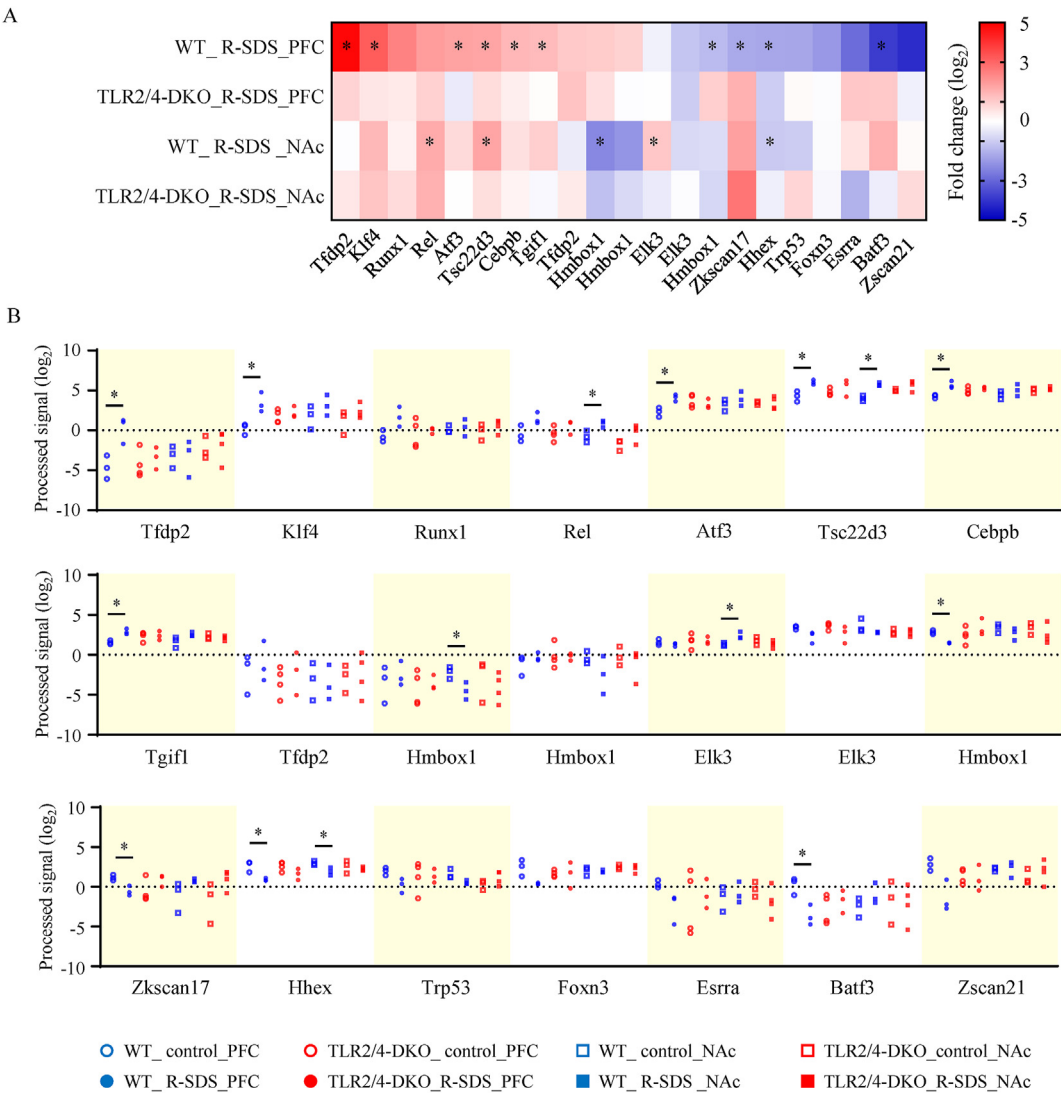 A
WT_ R-SDS_PFC
TLR2/4-DKO_R-SDS_PFC
WT_ R-SDS _NAc
TLR2/4-DKO_R-SDS_NAc
* * * * * * * * * *
* * * * *
Tfdp2 Klf4 Runx1 Rel Atf3 Tsc22d3 Cebpb Tgif1 Tfdp2 Hmbox1 Hmbox1 Elk3 Elk3 Hmbox1 Zkscan17 Hhex Trp53 Foxn3 Esrra Batf3 Zscan21
5
3
0
-3
-5
Fold change (log2)
B
Processed signal (log2)
10
5
0
-5
-10
* * * * * * *
Tfdp2 Klf4 Runx1 Rel Atf3 Tsc22d3 Cebpb
Processed signal (log2)
10
5
0
-5
-10
* * * *
Tgif1 Tfdp2 Hmbox1 Hmbox1 Elk3 Elk3 Hmbox1
Processed signal (log2)
10
5
0
-5
-10
* * * *
Zkscan17 Hhex Trp53 Foxn3 Esrra Batf3 Zscan21
WT_ control_PFC TLR2/4-DKO_ control_PFC WT_ control_NAc TLR2/4-DKO_ control_NAc
WT_ R-SDS_PFC TLR2/4-DKO_R-SDS_PFC WT_ R-SDS _NAc TLR2/4-DKO_R-SDS_NAc